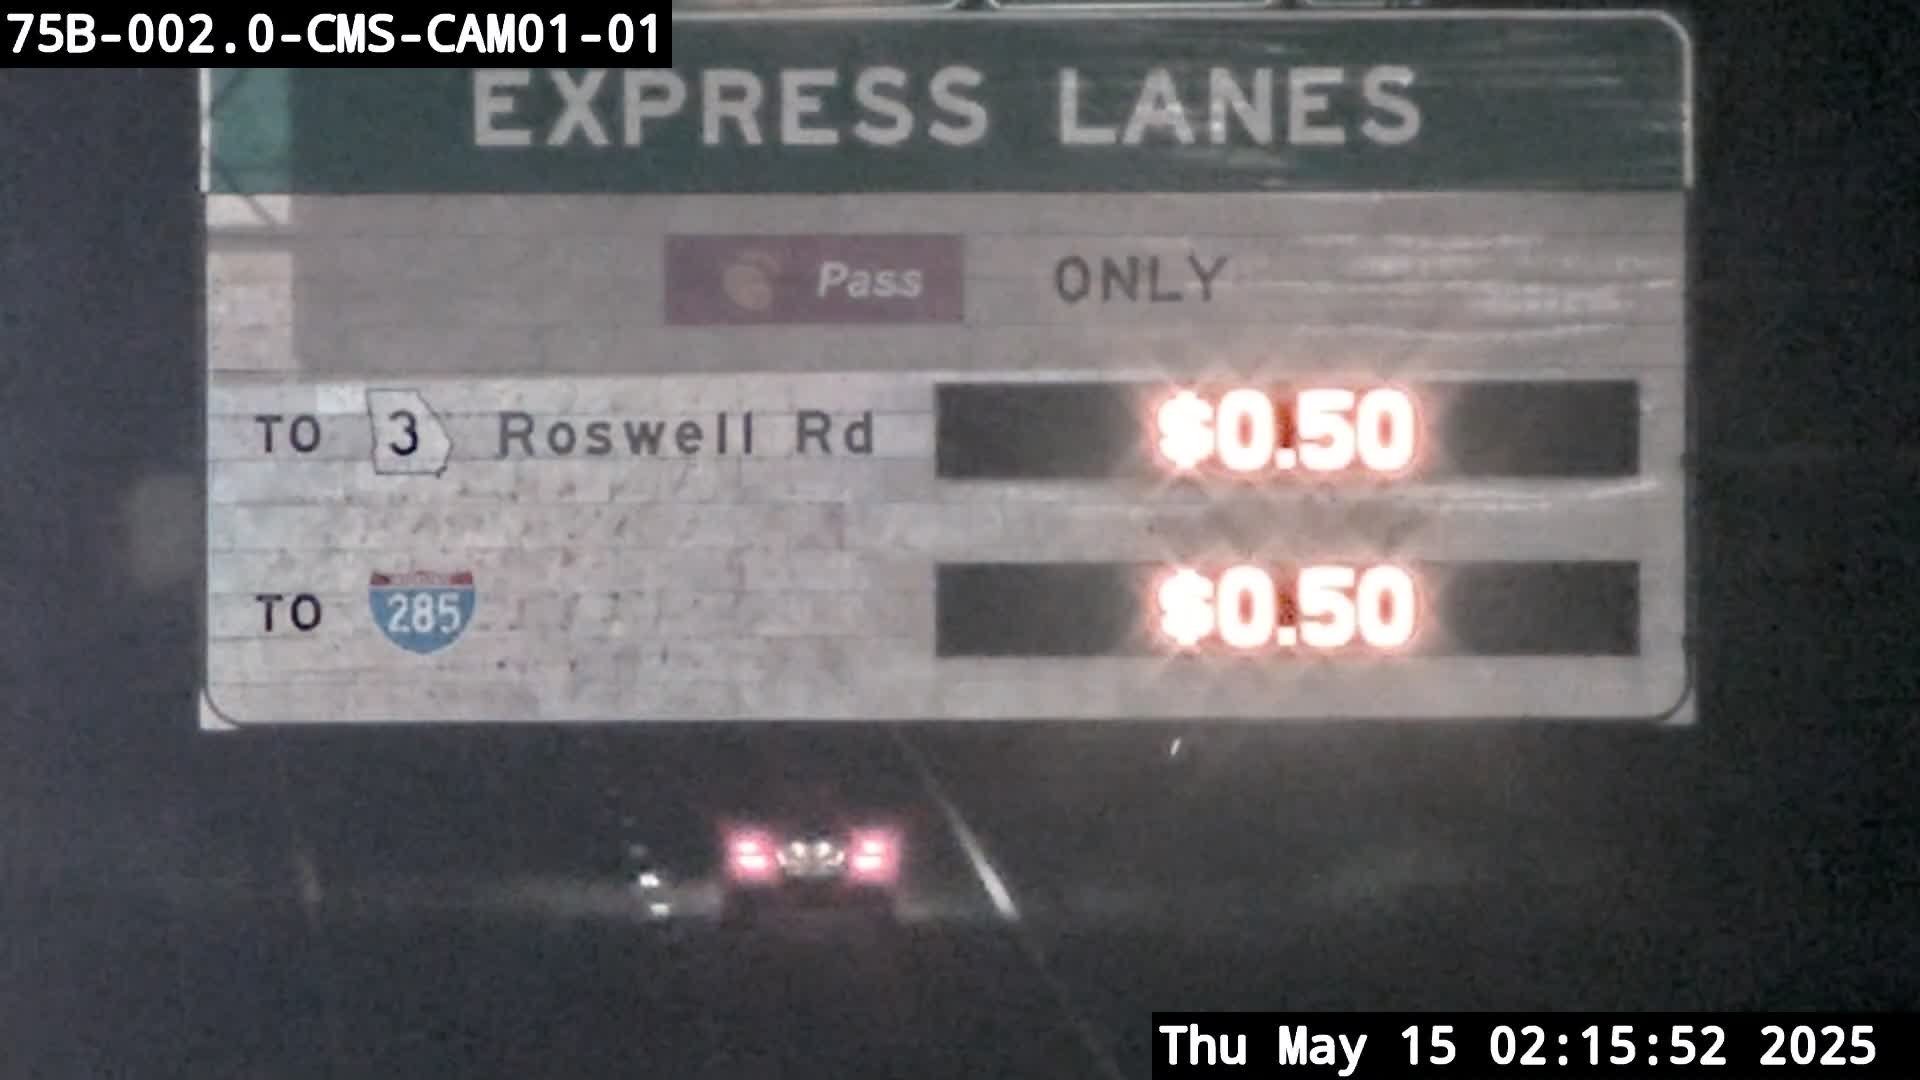 75B-002.0-CMS-CAM01-01
EXPRESS LANES
Pass ONLY
TO 3 Roswell Rd $0.50
TO 285 $0.50
Thu May 15 02:15:52 2025